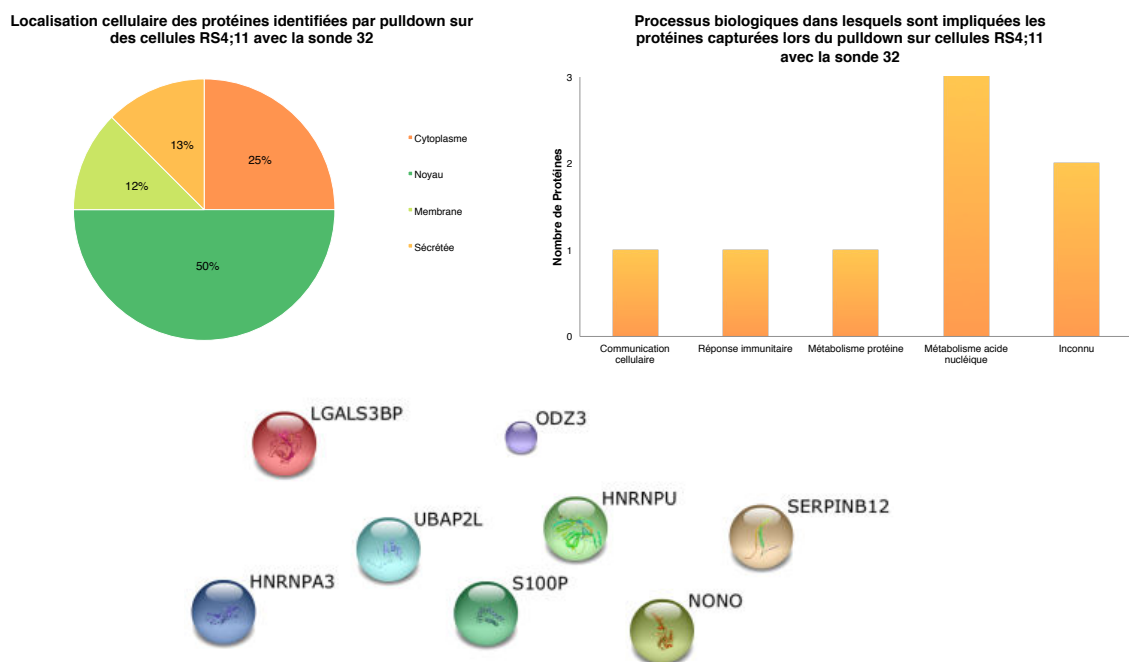 Localisation cellulaire des protéines identifiées par pulldown sur
des cellules RS4;11 avec la sonde 32
25%
50%
12%
13%
Cytoplasme
Noyau
Membrane
Sécrétée
Processus biologiques dans lesquels sont impliquées les
protéines capturées lors du pulldown sur cellules RS4;11
avec la sonde 32
Nombre de Protéines
3
2
1
0
Communication
cellulaire
Réponse immunitaire
Métabolisme protéine
Métabolisme acide
nucléique
Inconnu
LGALS3BP
ODZ3
HNRNPU
SERPINB12
UBAP2L
HNRNPA3
S100P
NONO